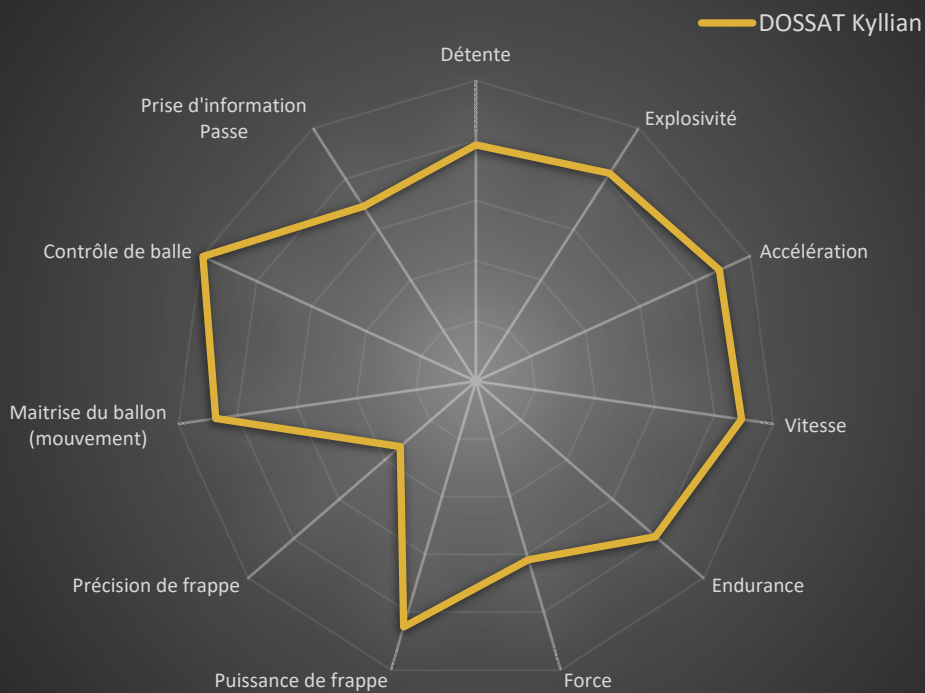 DOSSAT Kyllian
Détente
Explosivité
Accélération
Vitesse
Endurance
Force
Puissance de frappe
Précision de frappe
Maitrise du ballon
(mouvement)
Contrôle de balle
Prise d'information
Passe